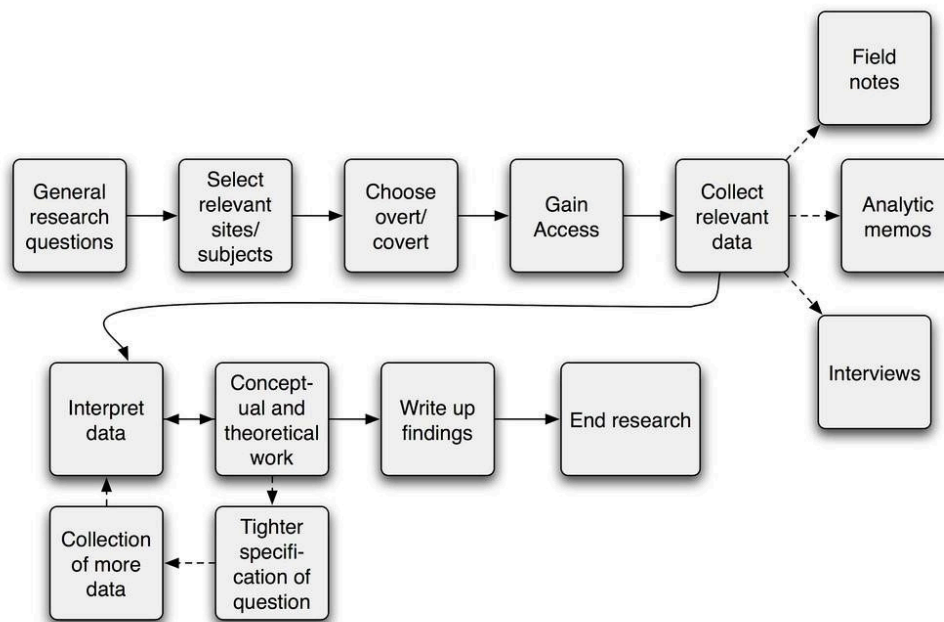 Field
notes
General
research
questions
Select
relevant
sites/
subjects
Choose
overt/
covert
Gain
Access
Collect
relevant
data
Analytic
memos
Interviews
Interpret
data
Concept-
ual and
theoretical
work
Write up
findings
End research
Collection
of more
data
Tighter
specifi-
cation of
question